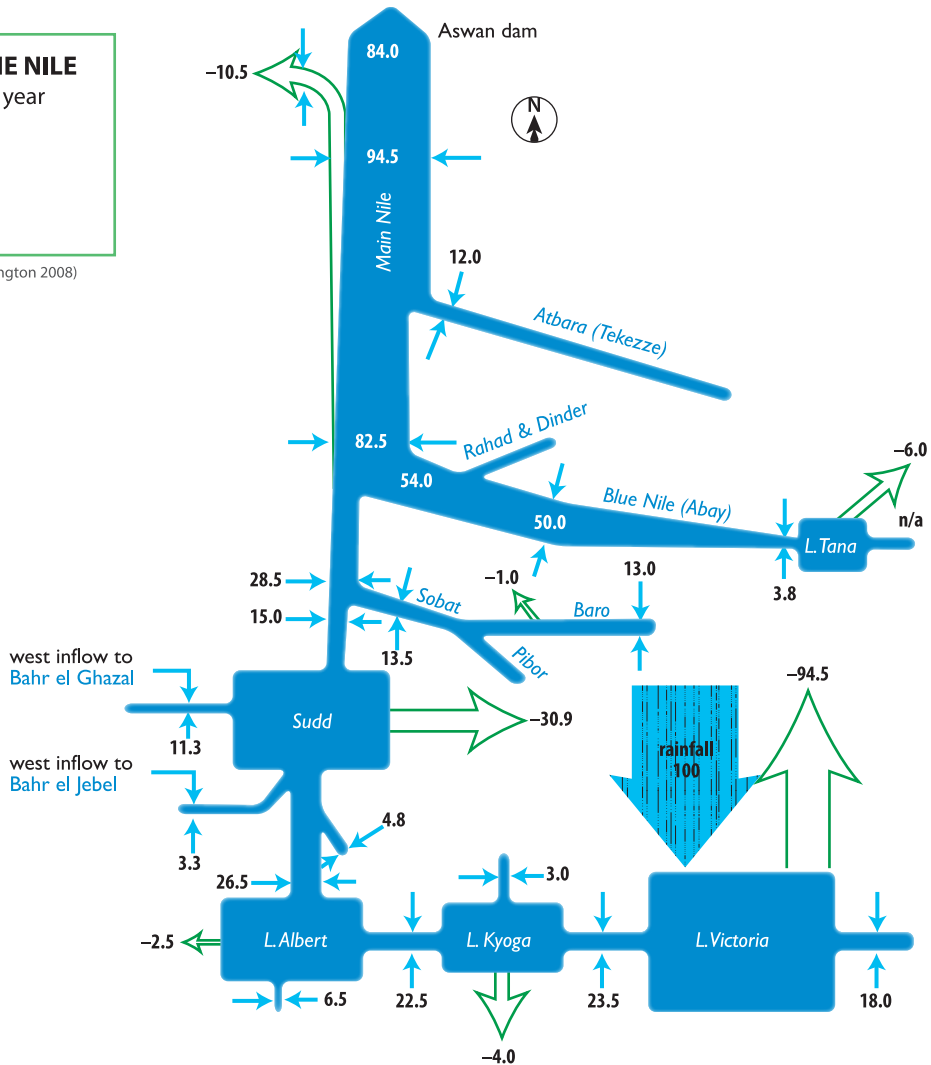 HE NILE
year
ngton 2008)
Aswan dam
84.0
–10.5
N
94.5
Main Nile
12.0
Atbara (Tekezze)
82.5
Rahad & Dinder
54.0
Blue Nile (Abay)
50.0
–6.0
n/a
L.Tana
3.8
28.5
15.0
Sobat
13.5
–1.0
Baro
13.0
Pibor
west inflow to
Bahr el Ghazal
11.3
Sudd
–30.9
–94.5
rainfall
100
west inflow to
Bahr el Jebel
3.3
4.8
26.5
3.0
–2.5
L.Albert
L. Kyoga
L.Victoria
6.5
22.5
23.5
18.0
–4.0